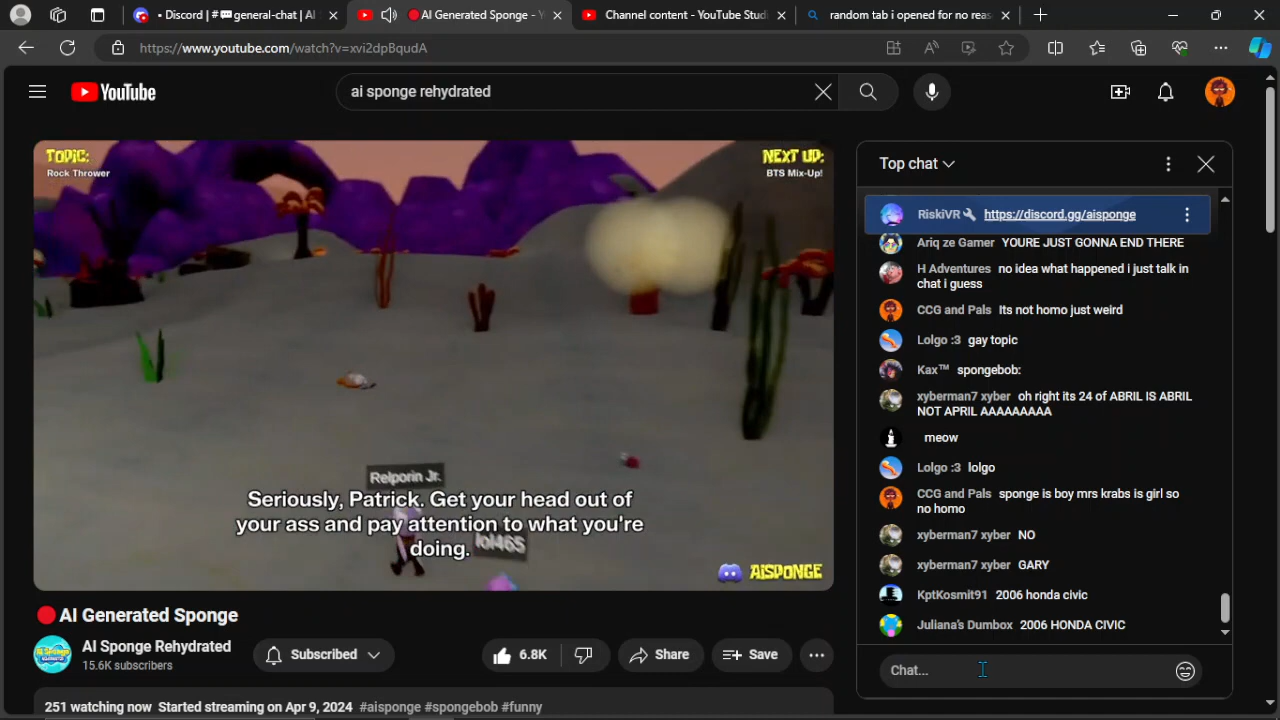 • Discord | # general-chat | AI
AI Generated Sponge - Y
Channel content - YouTube Studi
random tab i opened for no reas
https://www.youtube.com/watch?v=xvi2dpBqudA
YouTube
ai sponge rehydrated
TOPIC:
Rock Thrower
NEXT UP:
BTS Mix-Up!
Relporin Jr.
Seriously, Patrick. Get your head out of
your ass and pay attention to what you're
doing.
lol465
AiSPONGE
AI Generated Sponge
AI Sponge Rehydrated
15.6K subscribers
Subscribed
6.8K
Share
Save
251 watching now Started streaming on Apr 9, 2024 #aisponge #spongebob #funny
Top chat
RiskiVR https://discord.gg/aisponge
Ariq ze Gamer YOURE JUST GONNA END THERE
H Adventures no idea what happened i just talk in
chat i guess
CCG and Pals Its not homo just weird
Lolgo :3 gay topic
Kax™ spongebob:
xyberman7 xyber oh right its 24 of ABRIL IS ABRIL
NOT APRIL AAAAAAAAA
meow
Lolgo :3 lolgo
CCG and Pals sponge is boy mrs krabs is girl so
no homo
xyberman7 xyber NO
xyberman7 xyber GARY
KptKosmit91 2006 honda civic
Juliana's Dumbox 2006 HONDA CIVIC
Chat...